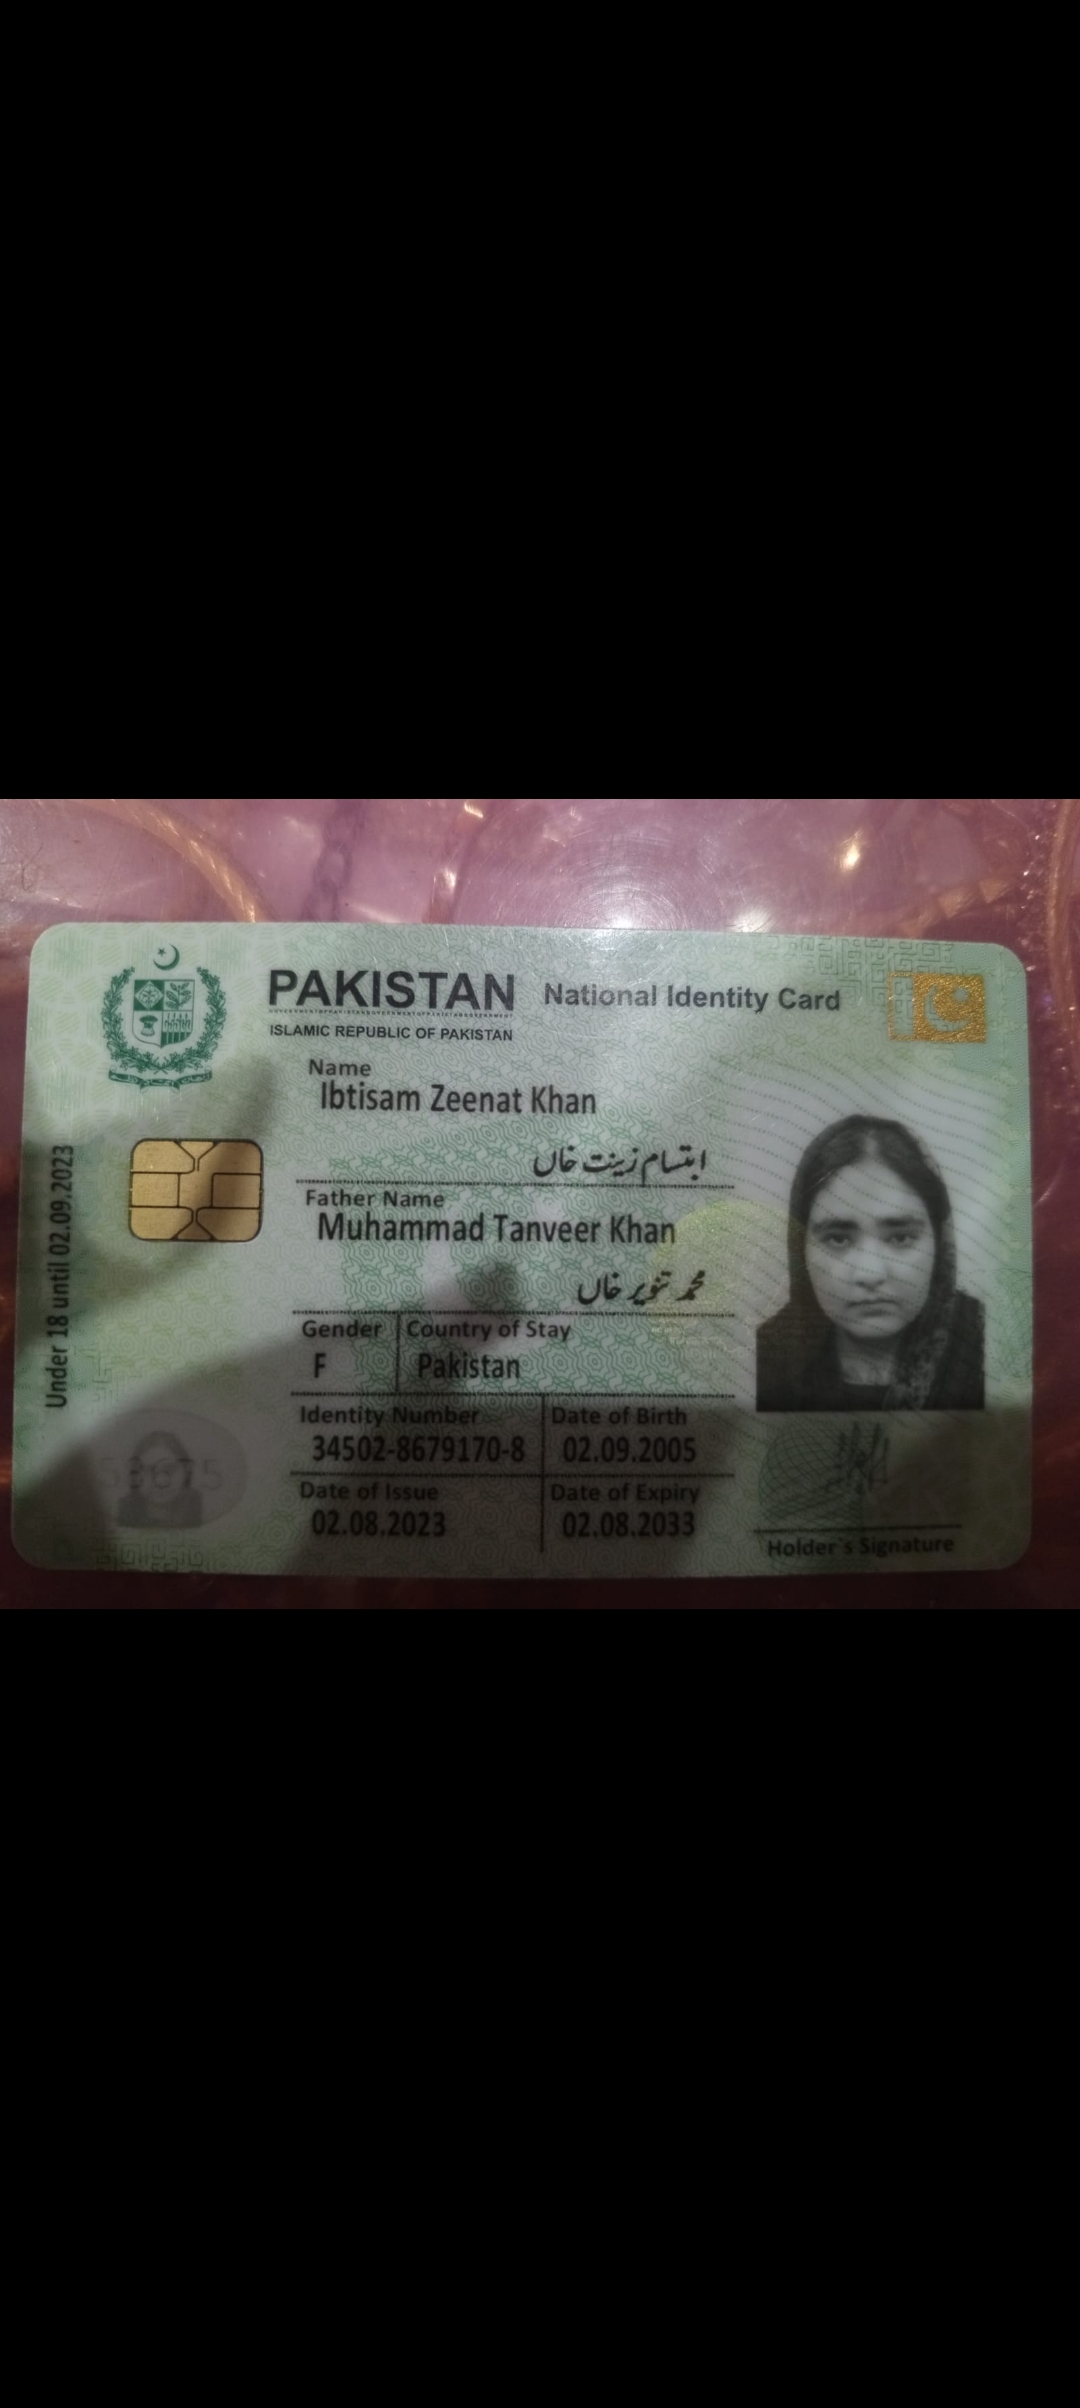 PAKISTAN National Identity Card
ISLAMIC REPUBLIC OF PAKISTAN
Name
Ibtisam Zeenat Khan
ابتسام زینت خاں
Father Name
Muhammad Tanveer Khan
محمد تنویر خاں
Gender Country of Stay
F Pakistan
Identity Number Date of Birth
34502-8679170-8 02.09.2005
Date of Issue Date of Expiry
02.08.2023 02.08.2033
Holder's Signature
Under 18 until 02.09.2023